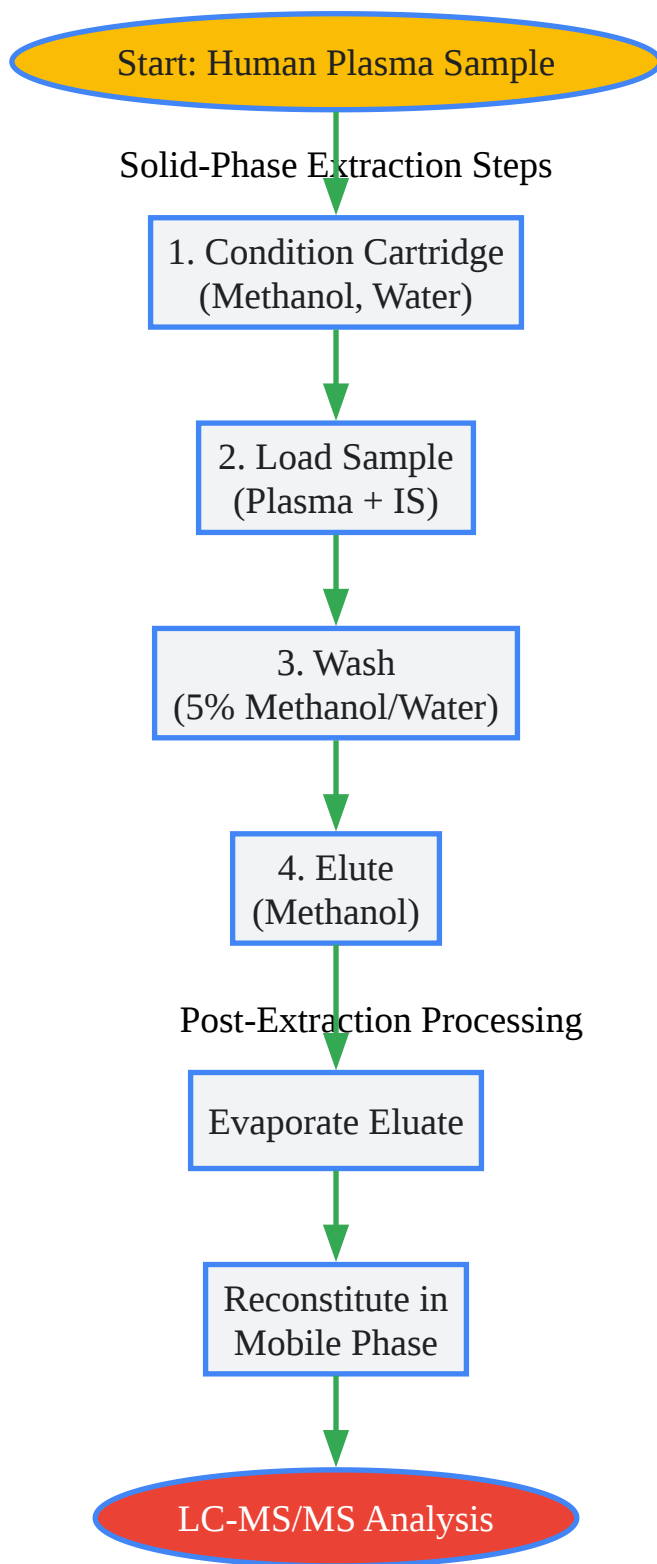 Start: Human Plasma Sample
Solid-Phase Extraction Steps
1. Condition Cartridge
(Methanol, Water)
2. Load Sample
(Plasma + IS)
3. Wash
(5% Methanol/Water)
4. Elute
(Methanol)
Post-Extraction Processing
Evaporate Eluate
Reconstitute in
Mobile Phase
LC-MS/MS Analysis